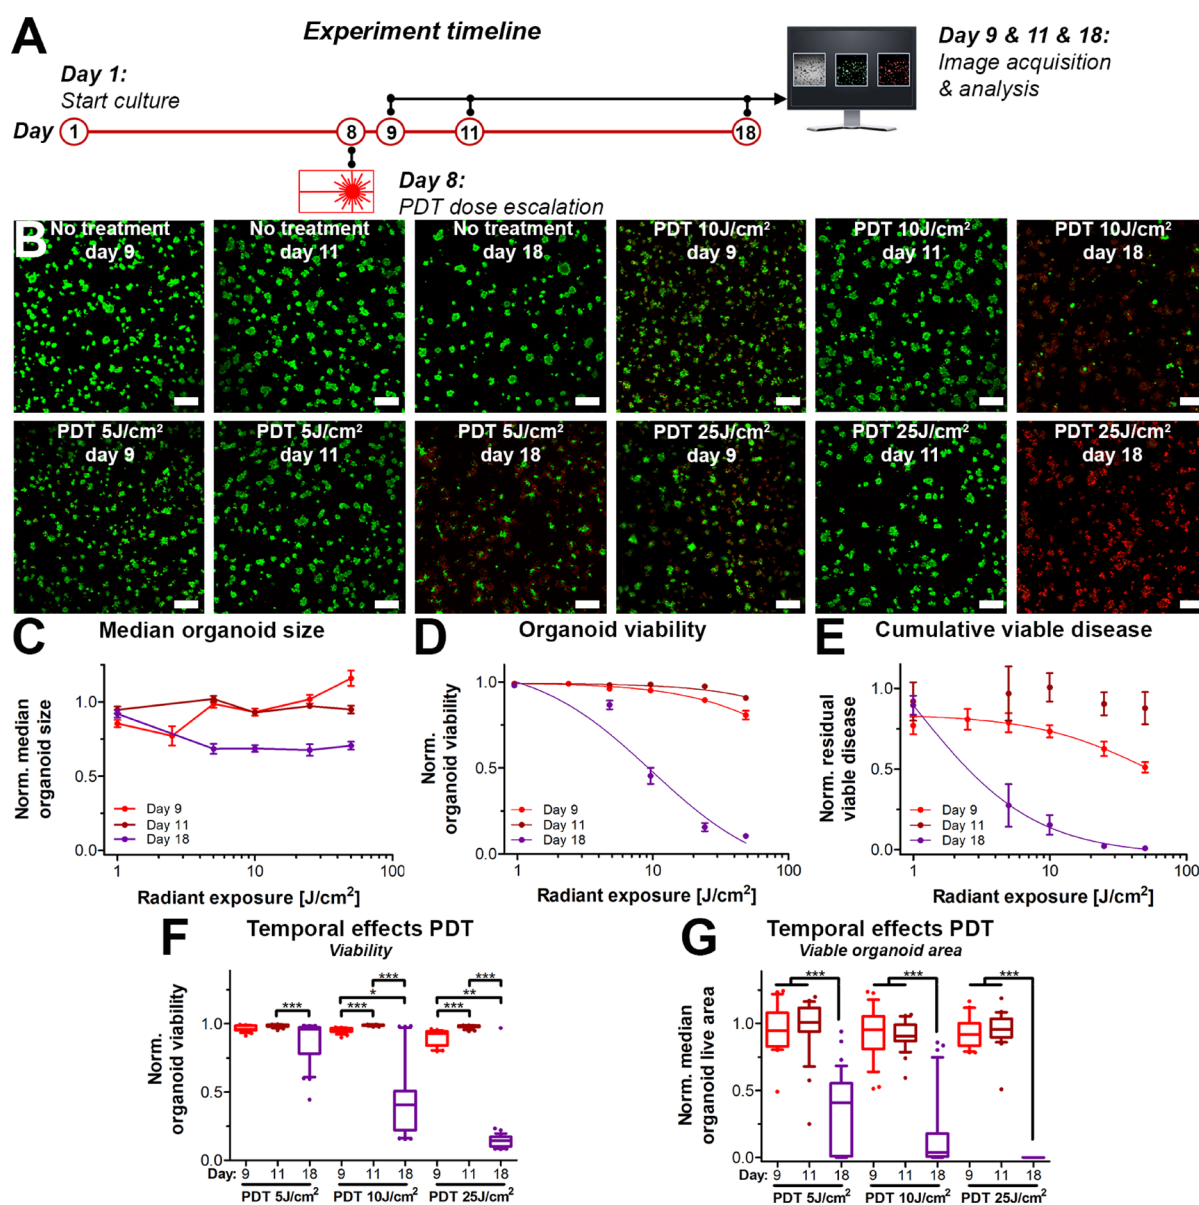 A
Experiment timeline
Day 1:
Start culture
Day 9 & 11 & 18:
Image acquisition
& analysis
Day
1
8
9
11
18
Day 8:
PDT dose escalation
B
No treatment
day 9
No treatment
day 11
No treatment
day 18
PDT 10J/cm²
day 9
PDT 10J/cm²
day 11
PDT 10J/cm²
day 18
PDT 5J/cm²
day 9
PDT 5J/cm²
day 11
PDT 5J/cm²
day 18
PDT 25J/cm²
day 9
PDT 25J/cm²
day 11
PDT 25J/cm²
day 18
C
Median organoid size
Norm. median
organoid size
1.0
0.5
0.0
Day 9
Day 11
Day 18
1
10
100
Radiant exposure [J/cm²]
D
Organoid viability
Norm.
organoid viability
1.0
0.5
0.0
Day 9
Day 11
Day 18
1
10
100
Radiant exposure [J/cm²]
E
Cumulative viable disease
Norm. residual
viable disease
1.0
0.5
0.0
Day 9
Day 11
Day 18
1
10
100
Radiant exposure [J/cm²]
F
Temporal effects PDT
Viability
Norm.
organoid viability
1.0
0.5
0.0
***
***
*
***
***
**
***
Day: 9 11 18 9 11 18 9 11 18
PDT 5J/cm² PDT 10J/cm² PDT 25J/cm²
G
Temporal effects PDT
Viable organoid area
Norm. median
organoid live area
1.0
0.5
0.0
***
***
***
Day: 9 11 18 9 11 18 9 11 18
PDT 5J/cm² PDT 10J/cm² PDT 25J/cm²